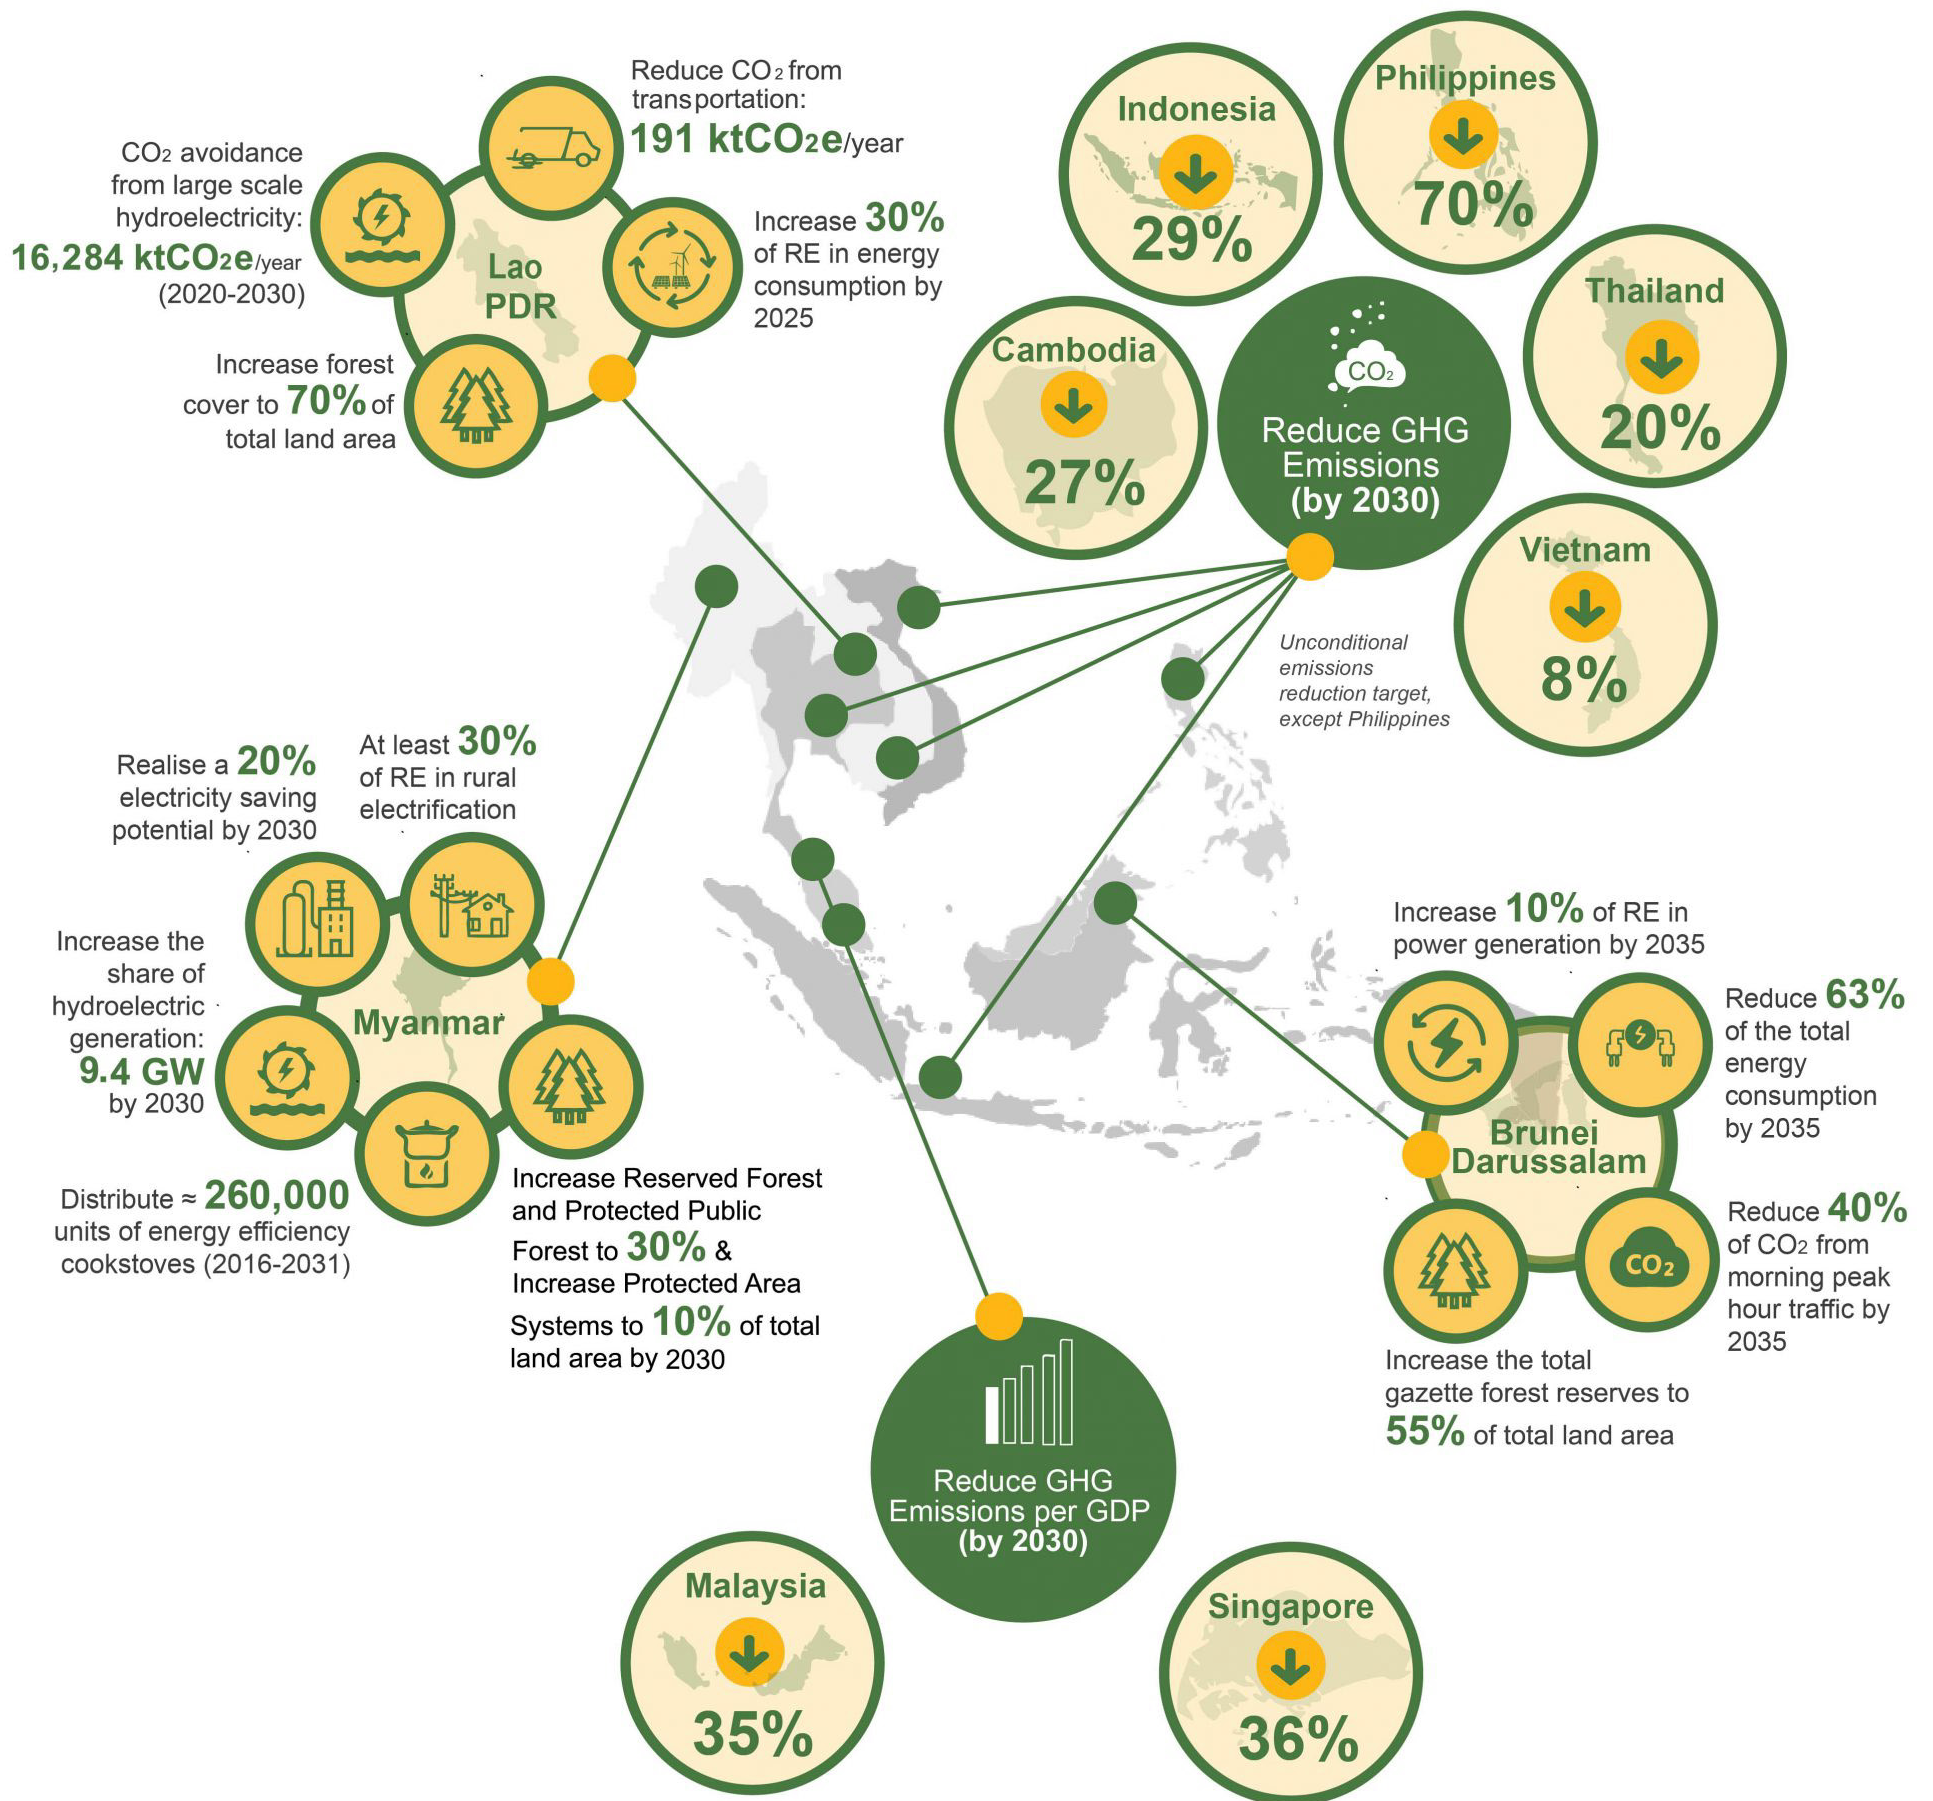 Reduce CO2 from
transportation:
191 ktCO2e/year
CO2 avoidance
from large scale
hydroelectricity:
16,284 ktCO2e/year
(2020-2030)
Increase 30%
of RE in energy
consumption by
2025
Lao
PDR
Increase forest
cover to 70% of
total land area
Indonesia
29%
Philippines
70%
Thailand
20%
Cambodia
27%
CO2
Reduce GHG
Emissions
(by 2030)
Vietnam
8%
Unconditional
emissions
reduction target,
except Philippines
Realise a 20%
electricity saving
potential by 2030
At least 30%
of RE in rural
electrification
Increase the
share of
hydroelectric
generation:
9.4 GW
by 2030
Myanmar
Distribute ≈ 260,000
units of energy efficiency
cookstoves (2016-2031)
Increase Reserved Forest
and Protected Public
Forest to 30% &
Increase Protected Area
Systems to 10% of total
land area by 2030
Increase 10% of RE in
power generation by 2035
Reduce 63%
of the total
energy
consumption
by 2035
Brunei
Darussalam
Reduce 40%
of CO2 from
morning peak
hour traffic by
2035
CO2
Increase the total
gazette forest reserves to
55% of total land area
Reduce GHG
Emissions per GDP
(by 2030)
Malaysia
35%
Singapore
36%